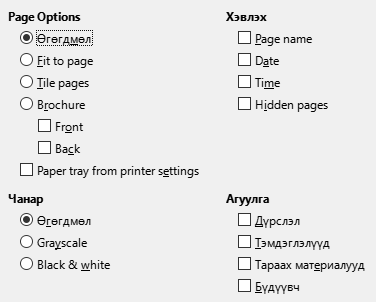 Page Options
Өгөгдмөл
Fit to page
Tile pages
Brochure
Front
Back
Paper tray from printer settings
Хэвлэх
Page name
Date
Time
Hidden pages
Чанар
Өгөгдмөл
Grayscale
Black & white
Агуулга
Дүрслэл
Тэмдэглэлүүд
Тараах материалууд
Бүдүүвч